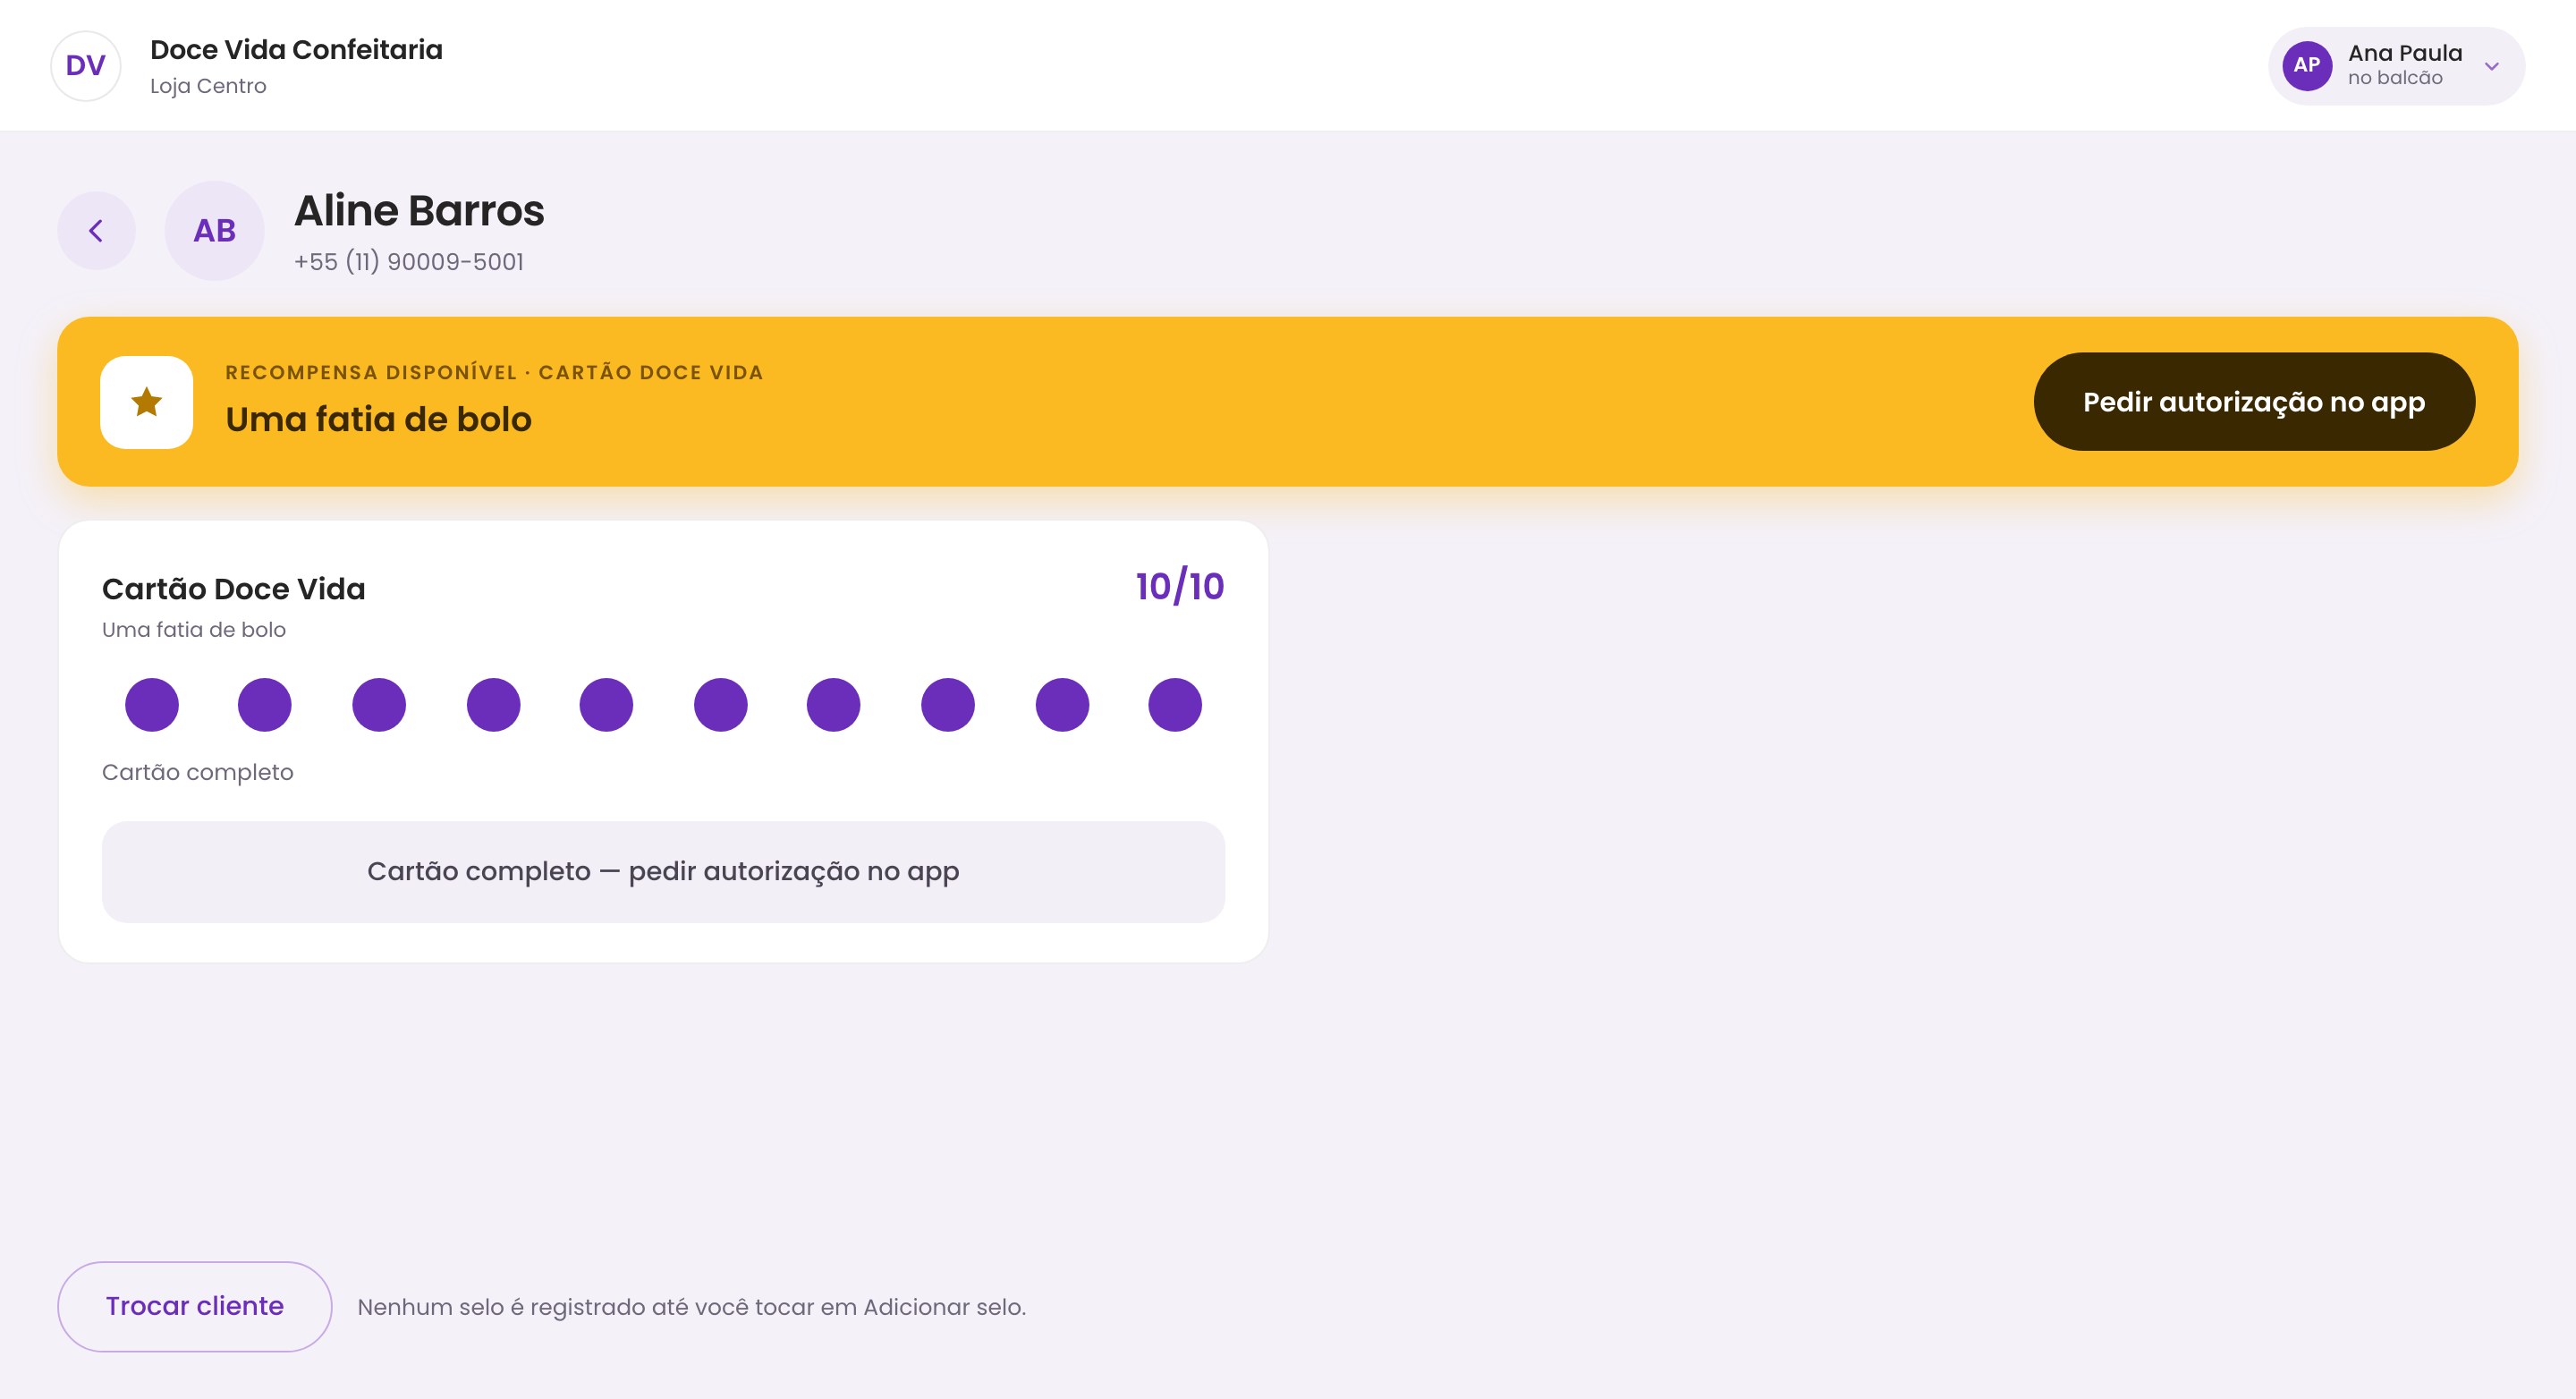 DV
Doce Vida Confeitaria
Loja Centro
AP
Ana Paula
no balcão
AB
Aline Barros
+55 (11) 90009-5001
RECOMPENSA DISPONÍVEL · CARTÃO DOCE VIDA
Uma fatia de bolo
Pedir autorização no app
Cartão Doce Vida
10/10
Uma fatia de bolo
Cartão completo
Cartão completo — pedir autorização no app
Trocar cliente
Nenhum selo é registrado até você tocar em Adicionar selo.